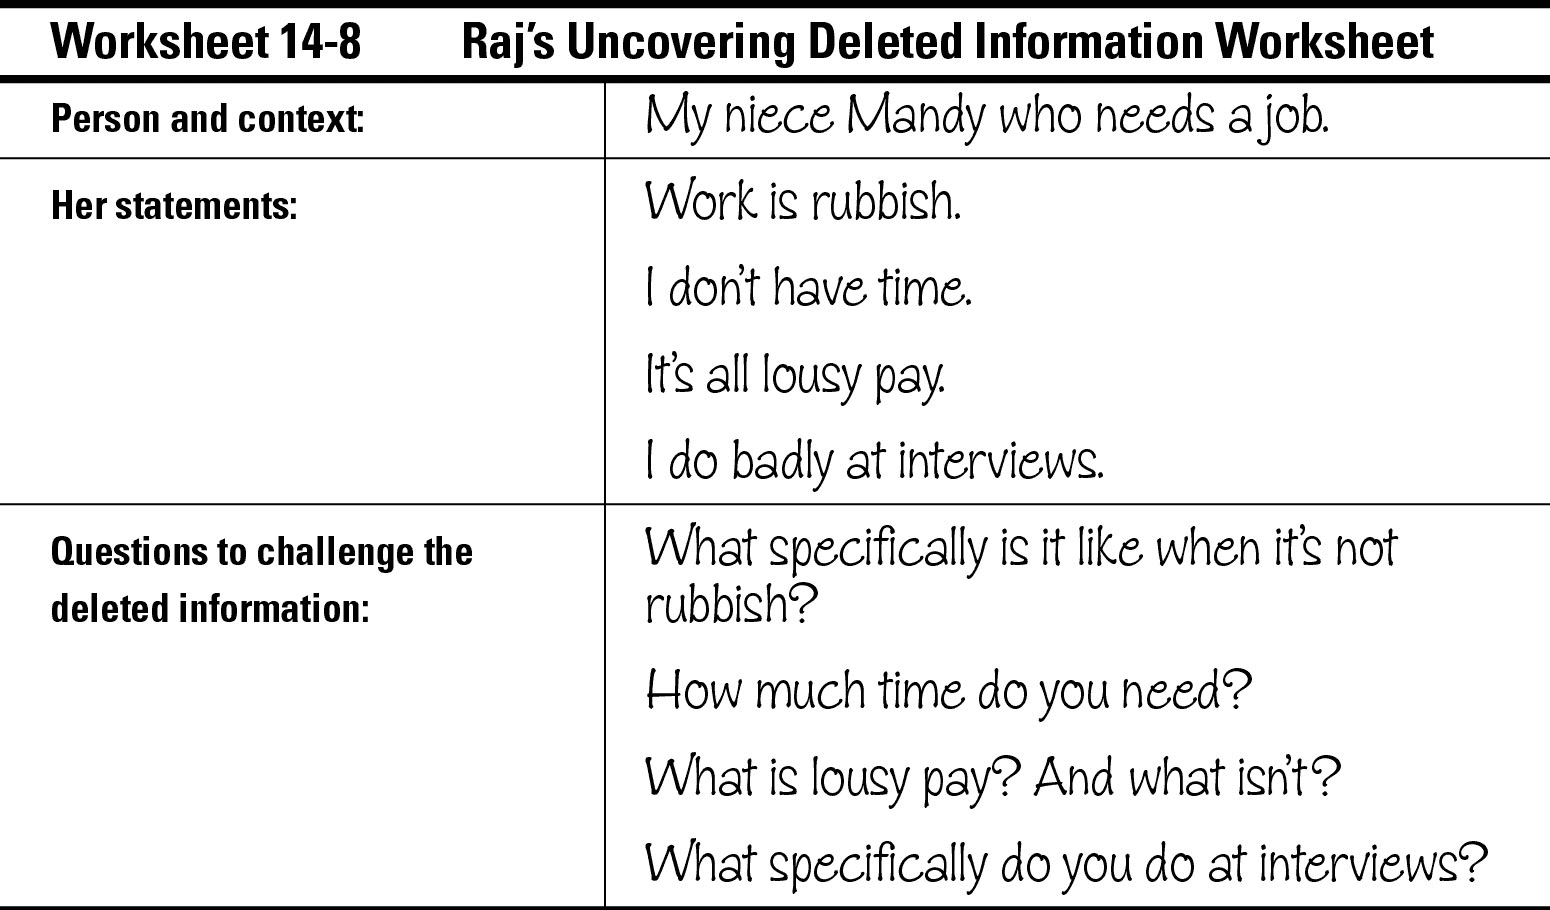 Worksheet 14-8 Raj's Uncovering Deleted Information Worksheet
Person and context: My niece Mandy who needs a job.
Her statements: Work is rubbish.
I don't have time.
It's all lousy pay.
I do badly at interviews.
Questions to challenge the What specifically is it like when it's not
deleted information: rubbish?
How much time do you need?
What is lousy pay? And what isn't?
What specifically do you do at interviews?